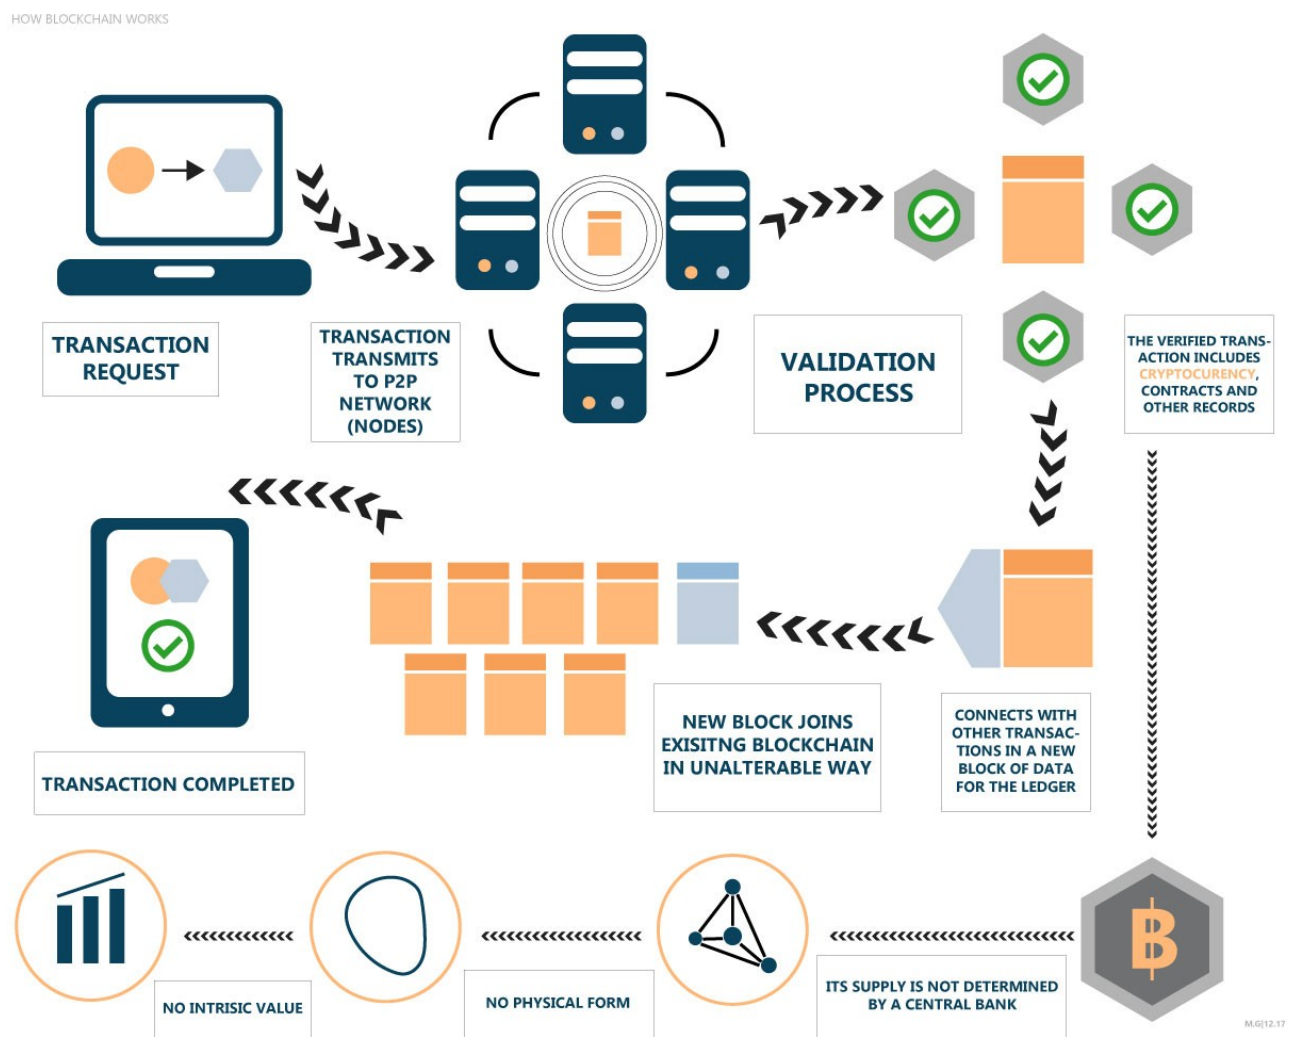 HOW BLOCKCHAIN WORKS
TRANSACTION
REQUEST
TRANSACTION
TRANSMITS
TO P2P
NETWORK
(NODES)
VALIDATION
PROCESS
THE VERIFIED TRANS-
ACTION INCLUDES
CRYPTOCURENCY,
CONTRACTS AND
OTHER RECORDS
CONNECTS WITH
OTHER TRANSAC-
TIONS IN A NEW
BLOCK OF DATA
FOR THE LEDGER
NEW BLOCK JOINS
EXISITNG BLOCKCHAIN
IN UNALTERABLE WAY
TRANSACTION COMPLETED
ITS SUPPLY IS NOT DETERMINED
BY A CENTRAL BANK
NO PHYSICAL FORM
NO INTRISIC VALUE
M.G|12.17